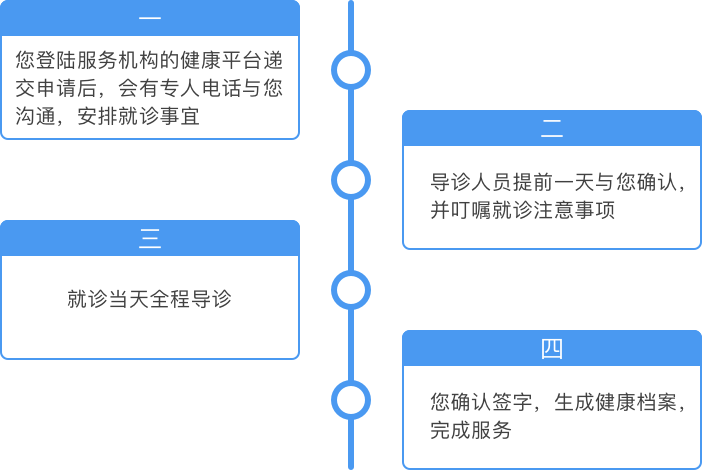 一
您登陆服务机构的健康平台递
交申请后，会有专人电话与您
沟通，安排就诊事宜
二
导诊人员提前一天与您确认，
并叮嘱就诊注意事项
三
就诊当天全程导诊
四
您确认签字，生成健康档案，
完成服务